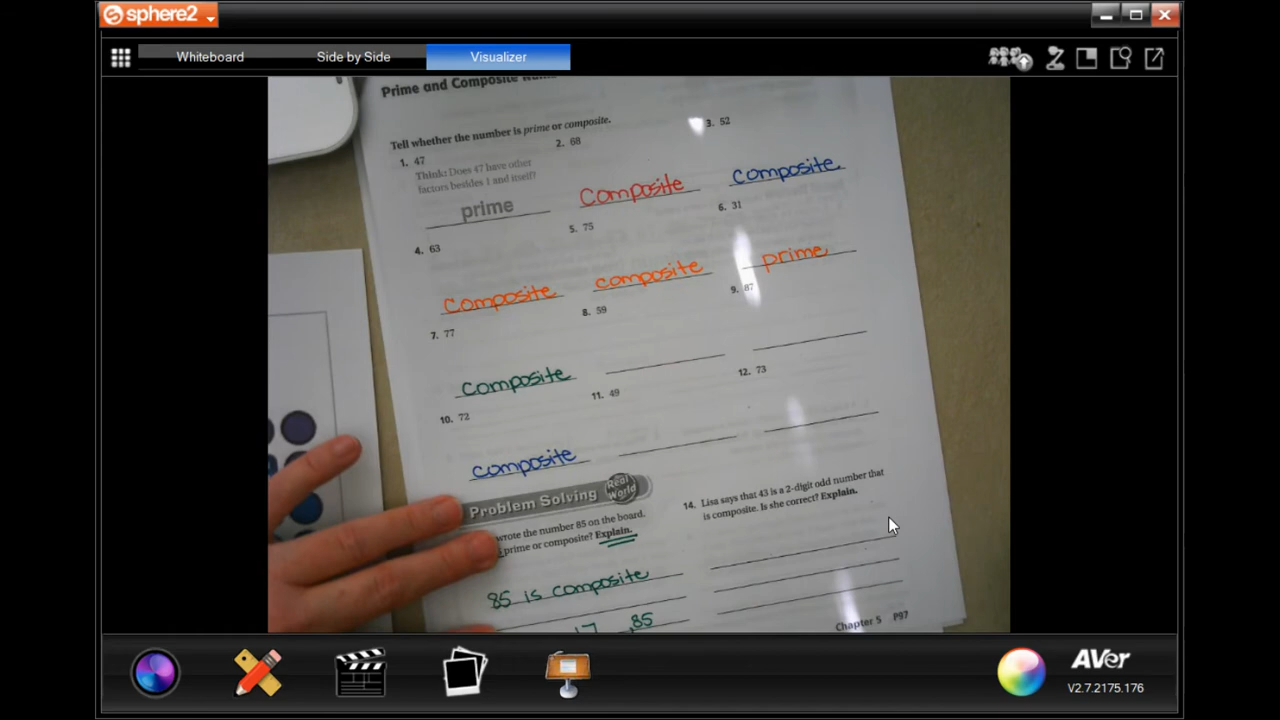 sphere2
Whiteboard
Side by Side
Visualizer
Prime and Composite
Tell whether the number is prime or composite.
1. 47
2. 68
3. 52
Think: Does 47 have other
factors besides 1 and itself?
prime
Composite
composite
4. 63
5. 75
6. 31
Composite
composite
prime
7. 77
8. 59
9. 87
composite
10. 72
11. 49
12. 73
composite
Problem Solving Real World
wrote the number 85 on the board.
prime or composite? Explain.
85 is composite
17 , 85
14. Lisa says that 43 is a 2-digit odd number that
is composite. Is she correct? Explain.
Chapter 5 P97
AVer
V2.7.2175.176